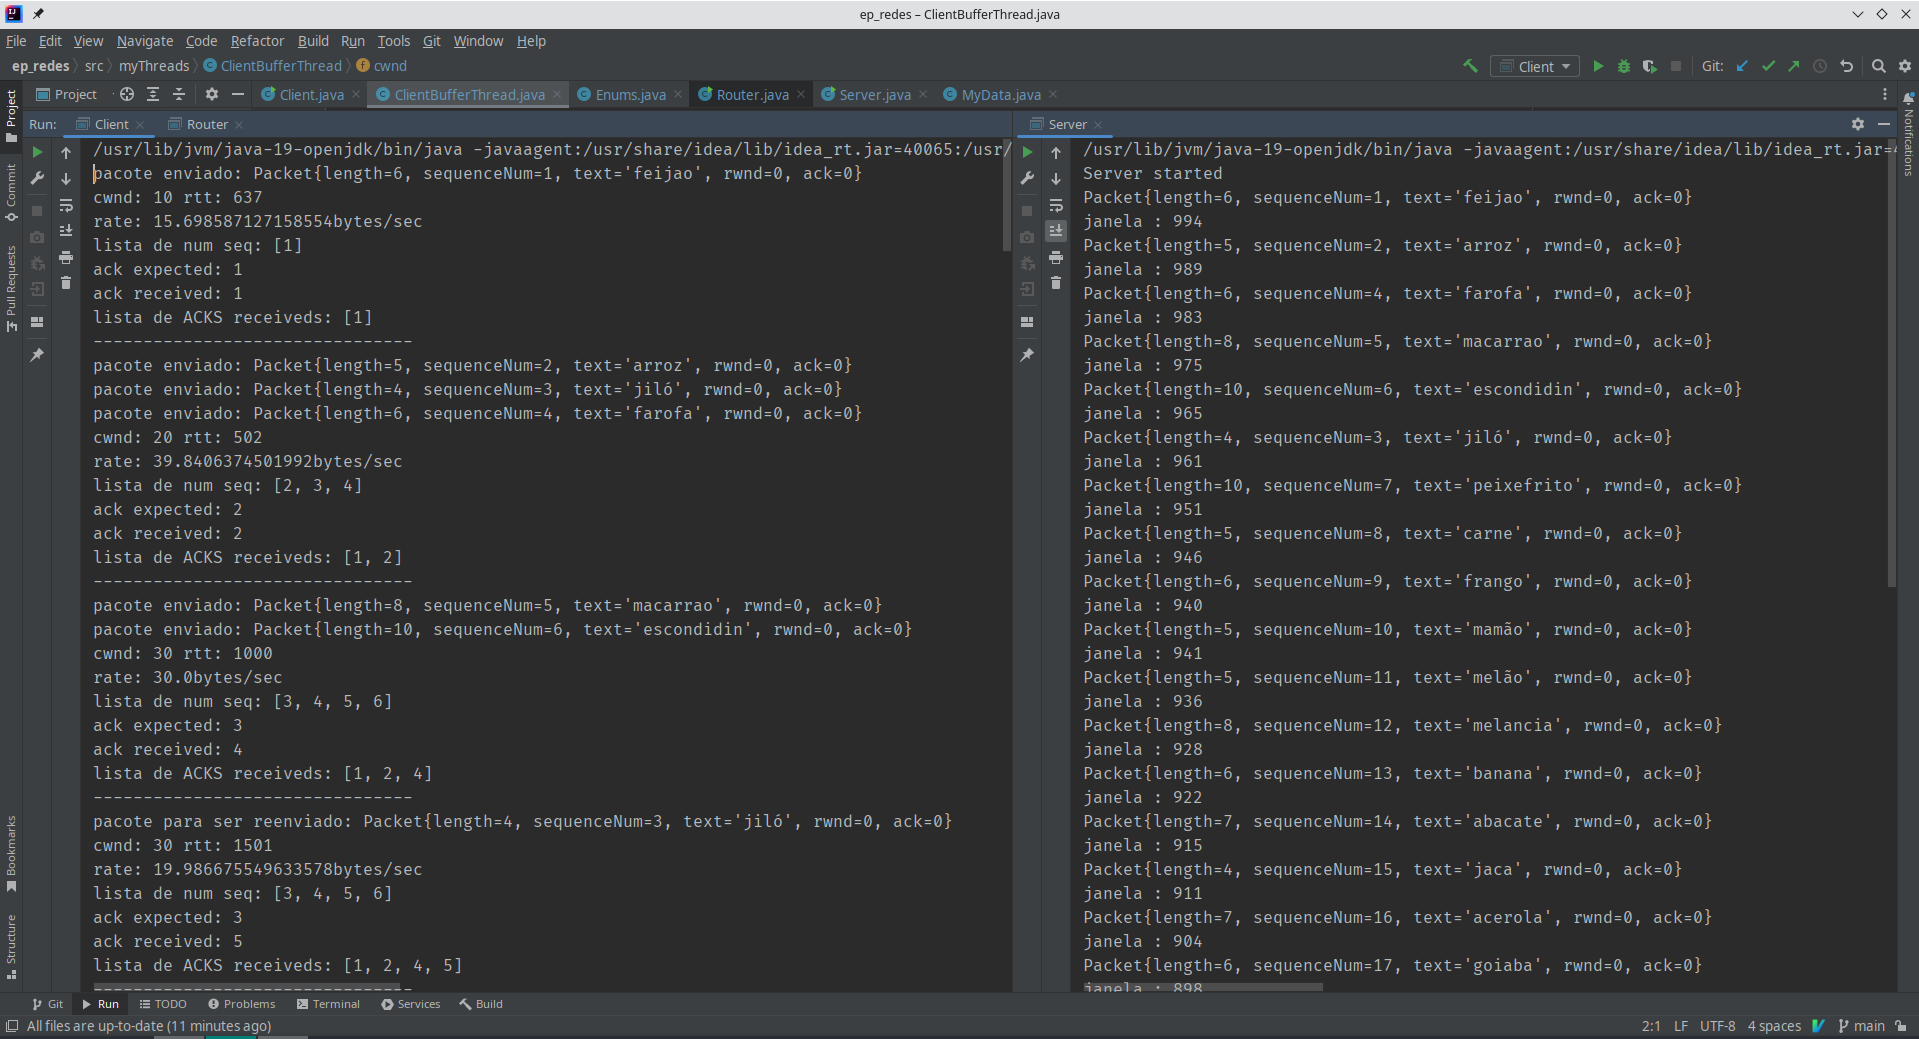 ep_redes – ClientBufferThread.java
File Edit View Navigate Code Refactor Build Run Tools Git Window Help
ep_redes src myThreads ClientBufferThread cwnd
Client Git:
Project Client.java ClientBufferThread.java Enums.java Router.java Server.java MyData.java
Run: Client Router
/usr/lib/jvm/java-19-openjdk/bin/java -javaagent:/usr/share/idea/lib/idea_rt.jar=40065:/usr/
pacote enviado: Packet{length=6, sequenceNum=1, text='feijao', rwnd=0, ack=0}
cwnd: 10 rtt: 637
rate: 15.698587127158554bytes/sec
lista de num seq: [1]
ack expected: 1
ack received: 1
lista de ACKS receiveds: [1]
--------------------------------
pacote enviado: Packet{length=5, sequenceNum=2, text='arroz', rwnd=0, ack=0}
pacote enviado: Packet{length=4, sequenceNum=3, text='jiló', rwnd=0, ack=0}
pacote enviado: Packet{length=6, sequenceNum=4, text='farofa', rwnd=0, ack=0}
cwnd: 20 rtt: 502
rate: 39.8406374501992bytes/sec
lista de num seq: [2, 3, 4]
ack expected: 2
ack received: 2
lista de ACKS receiveds: [1, 2]
--------------------------------
pacote enviado: Packet{length=8, sequenceNum=5, text='macarrao', rwnd=0, ack=0}
pacote enviado: Packet{length=10, sequenceNum=6, text='escondidin', rwnd=0, ack=0}
cwnd: 30 rtt: 1000
rate: 30.0bytes/sec
lista de num seq: [3, 4, 5, 6]
ack expected: 3
ack received: 4
lista de ACKS receiveds: [1, 2, 4]
--------------------------------
pacote para ser reenviado: Packet{length=4, sequenceNum=3, text='jiló', rwnd=0, ack=0}
cwnd: 30 rtt: 1501
rate: 19.986675549633578bytes/sec
lista de num seq: [3, 4, 5, 6]
ack expected: 3
ack received: 5
lista de ACKS receiveds: [1, 2, 4, 5]
--------------------------------
Server
/usr/lib/jvm/java-19-openjdk/bin/java -javaagent:/usr/share/idea/lib/idea_rt.jar=4
Server started
Packet{length=6, sequenceNum=1, text='feijao', rwnd=0, ack=0}
janela : 994
Packet{length=5, sequenceNum=2, text='arroz', rwnd=0, ack=0}
janela : 989
Packet{length=6, sequenceNum=4, text='farofa', rwnd=0, ack=0}
janela : 983
Packet{length=8, sequenceNum=5, text='macarrao', rwnd=0, ack=0}
janela : 975
Packet{length=10, sequenceNum=6, text='escondidin', rwnd=0, ack=0}
janela : 965
Packet{length=4, sequenceNum=3, text='jiló', rwnd=0, ack=0}
janela : 961
Packet{length=10, sequenceNum=7, text='peixefrito', rwnd=0, ack=0}
janela : 951
Packet{length=5, sequenceNum=8, text='carne', rwnd=0, ack=0}
janela : 946
Packet{length=6, sequenceNum=9, text='frango', rwnd=0, ack=0}
janela : 940
Packet{length=5, sequenceNum=10, text='mamão', rwnd=0, ack=0}
janela : 941
Packet{length=5, sequenceNum=11, text='melão', rwnd=0, ack=0}
janela : 936
Packet{length=8, sequenceNum=12, text='melancia', rwnd=0, ack=0}
janela : 928
Packet{length=6, sequenceNum=13, text='banana', rwnd=0, ack=0}
janela : 922
Packet{length=7, sequenceNum=14, text='abacate', rwnd=0, ack=0}
janela : 915
Packet{length=4, sequenceNum=15, text='jaca', rwnd=0, ack=0}
janela : 911
Packet{length=7, sequenceNum=16, text='acerola', rwnd=0, ack=0}
janela : 904
Packet{length=6, sequenceNum=17, text='goiaba', rwnd=0, ack=0}
janela : 898
Project
Commit
Pull Requests
Bookmarks
Structure
Notifications
Git Run TODO Problems Terminal Services Build
All files are up-to-date (11 minutes ago) 2:1 LF UTF-8 4 spaces main